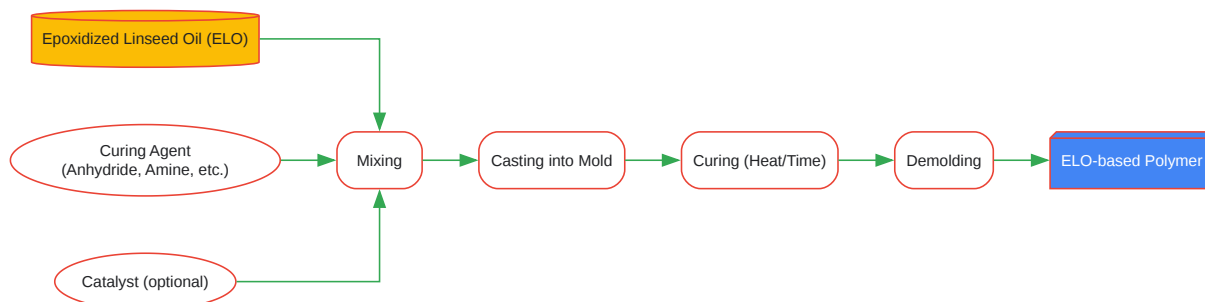 Epoxidized Linseed Oil (ELO)
Curing Agent
(Anhydride, Amine, etc.)
Catalyst (optional)
Mixing
Casting into Mold
Curing (Heat/Time)
Demolding
ELO-based Polymer